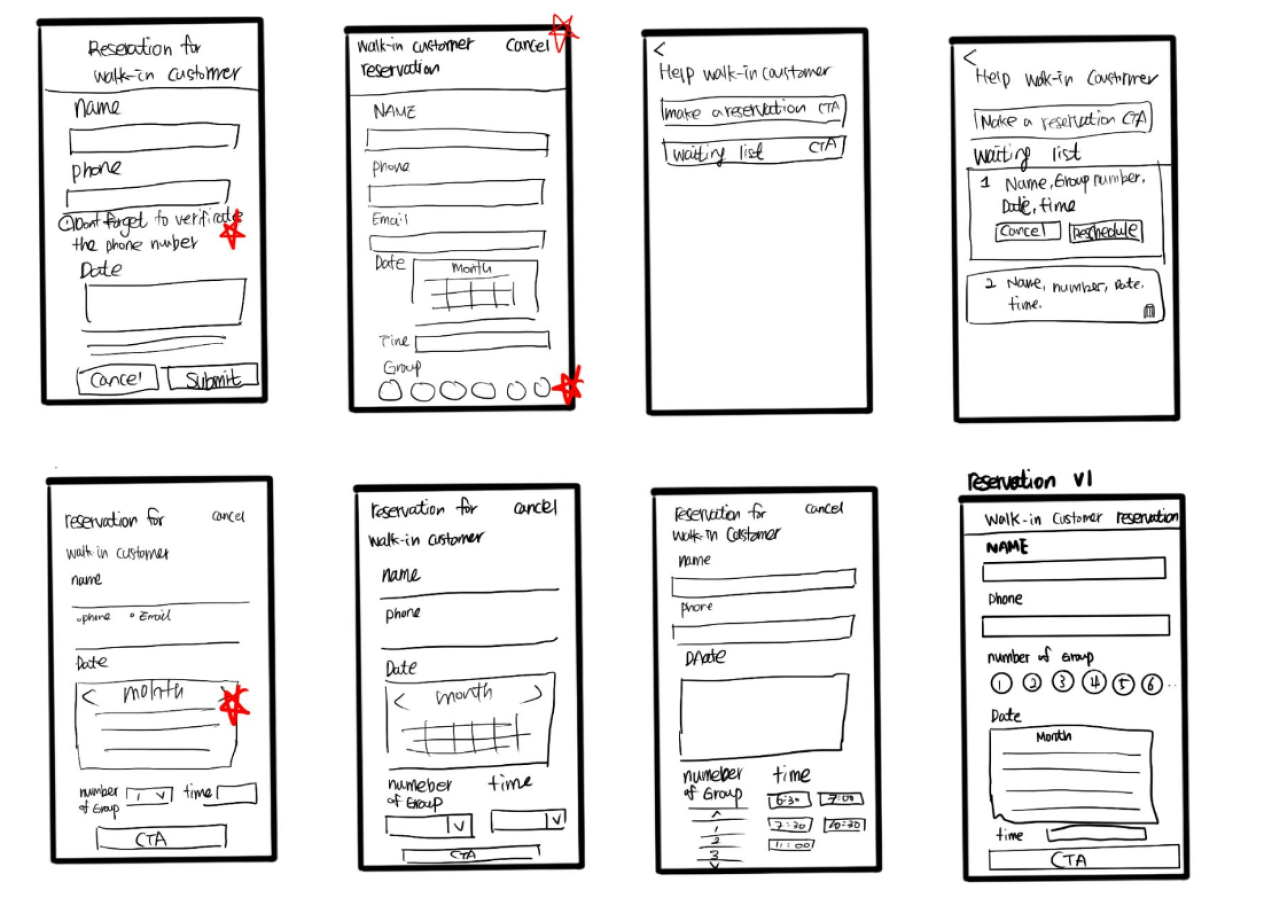 Reseration for
walk-in customer
name
phone
Dont forget to verificate
the phone number
Date
Cancel
Submit
walk-in customer
Cancel
reservation
NAME
phone
Email
Date
Month
Time
Group
<
Help walk-in customer
make a reservation CTA
waiting list CTA
<
Help walk-in Courtrmer
Make a reservation CTA
waiting list
1 Name, Group number,
Date, time
Cancel
Reschedule
2 Name, number, Date,
time.
reservation for
cancel
walk-in customer
name
phone
Email
Date
< month >
number
of Group
1 v
time
CTA
reservation for
cancel
walk-in customer
name
phone
Date
< month >
numeber
of Group
time
v
v
CTA
reservation for
cancel
walk-in Customer
name
phone
DAate
numeber
of Group
time
^
1
2
3
v
6:30
7:00
7:30
10:30
11:00
reservation V1
Walk-in Customer reservation
NAME
Phone
number of Group
1 2 3 4 5 6 ..
Date
Month
time
CTA